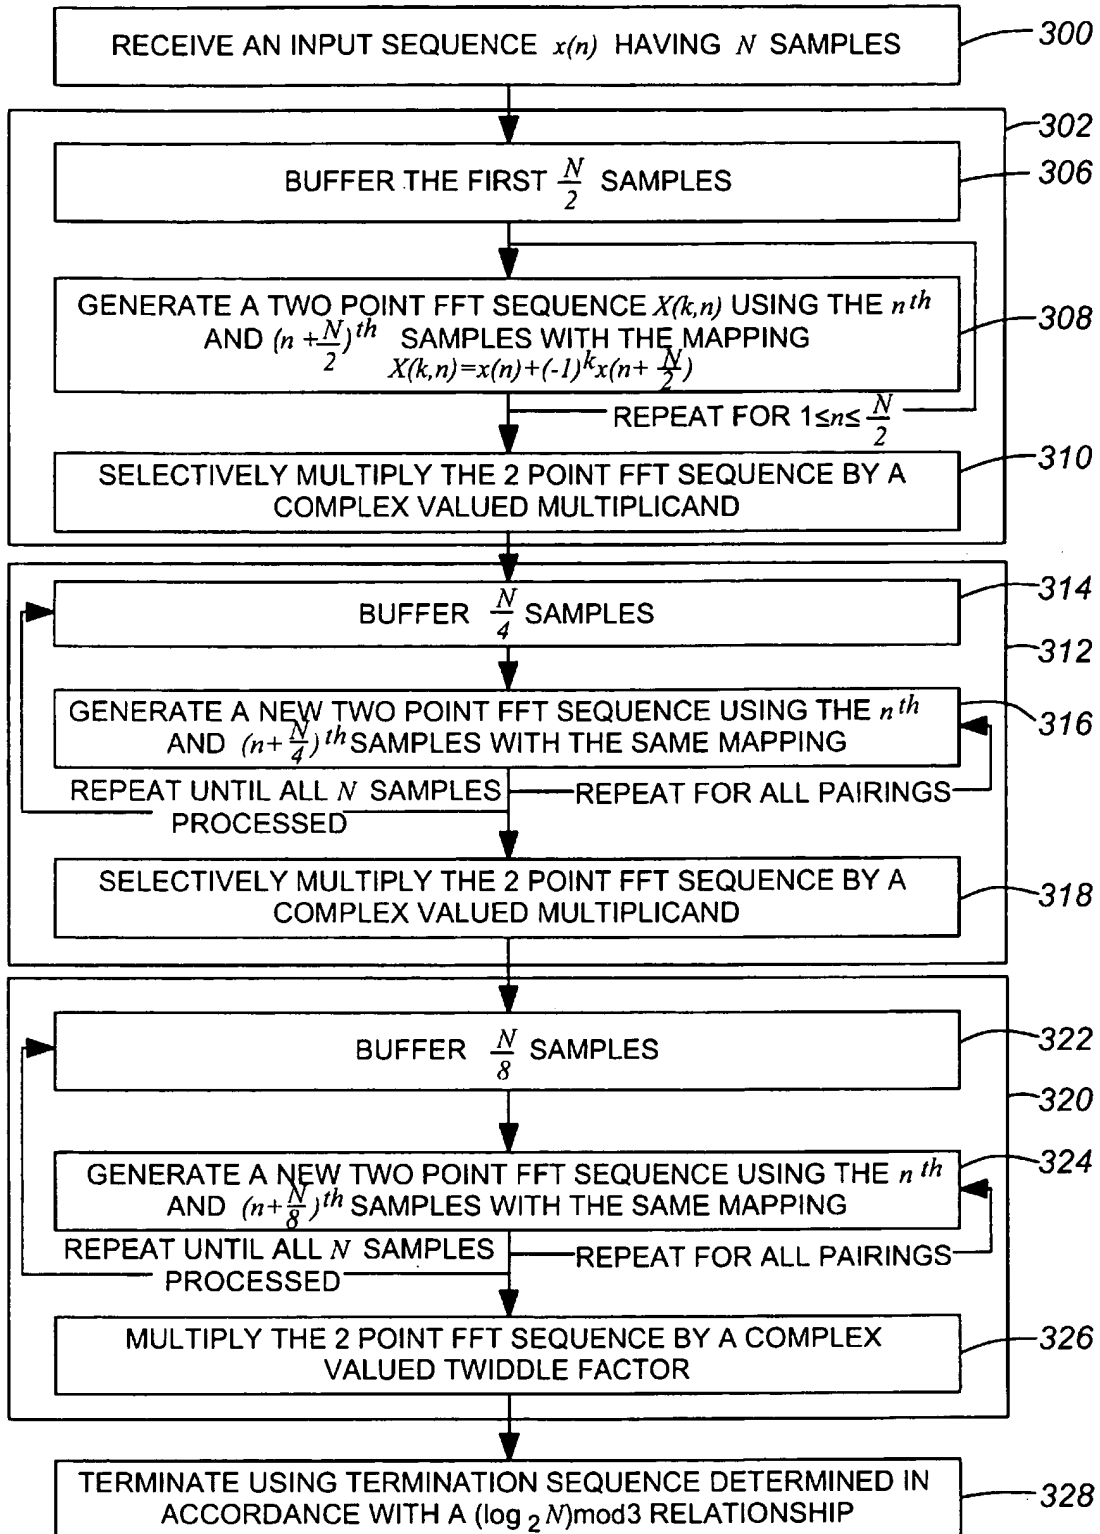 RECEIVE AN INPUT SEQUENCE x(n) HAVING N SAMPLES
300
302
BUFFER THE FIRST N/2 SAMPLES
306
GENERATE A TWO POINT FFT SEQUENCE X(k,n) USING THE nth
AND (n+N/2)th SAMPLES WITH THE MAPPING
X(k,n)=x(n)+(-1)^k x(n+N/2)
308
REPEAT FOR 1≤n≤N/2
SELECTIVELY MULTIPLY THE 2 POINT FFT SEQUENCE BY A
COMPLEX VALUED MULTIPLICAND
310
BUFFER N/4 SAMPLES
314
312
GENERATE A NEW TWO POINT FFT SEQUENCE USING THE nth
AND (n+N/4)th SAMPLES WITH THE SAME MAPPING
316
REPEAT UNTIL ALL N SAMPLES
PROCESSED
REPEAT FOR ALL PAIRINGS
SELECTIVELY MULTIPLY THE 2 POINT FFT SEQUENCE BY A
COMPLEX VALUED MULTIPLICAND
318
BUFFER N/8 SAMPLES
322
320
GENERATE A NEW TWO POINT FFT SEQUENCE USING THE nth
AND (n+N/8)th SAMPLES WITH THE SAME MAPPING
324
REPEAT UNTIL ALL N SAMPLES
PROCESSED
REPEAT FOR ALL PAIRINGS
MULTIPLY THE 2 POINT FFT SEQUENCE BY A COMPLEX
VALUED TWIDDLE FACTOR
326
TERMINATE USING TERMINATION SEQUENCE DETERMINED IN
ACCORDANCE WITH A (log2N)mod3 RELATIONSHIP
328